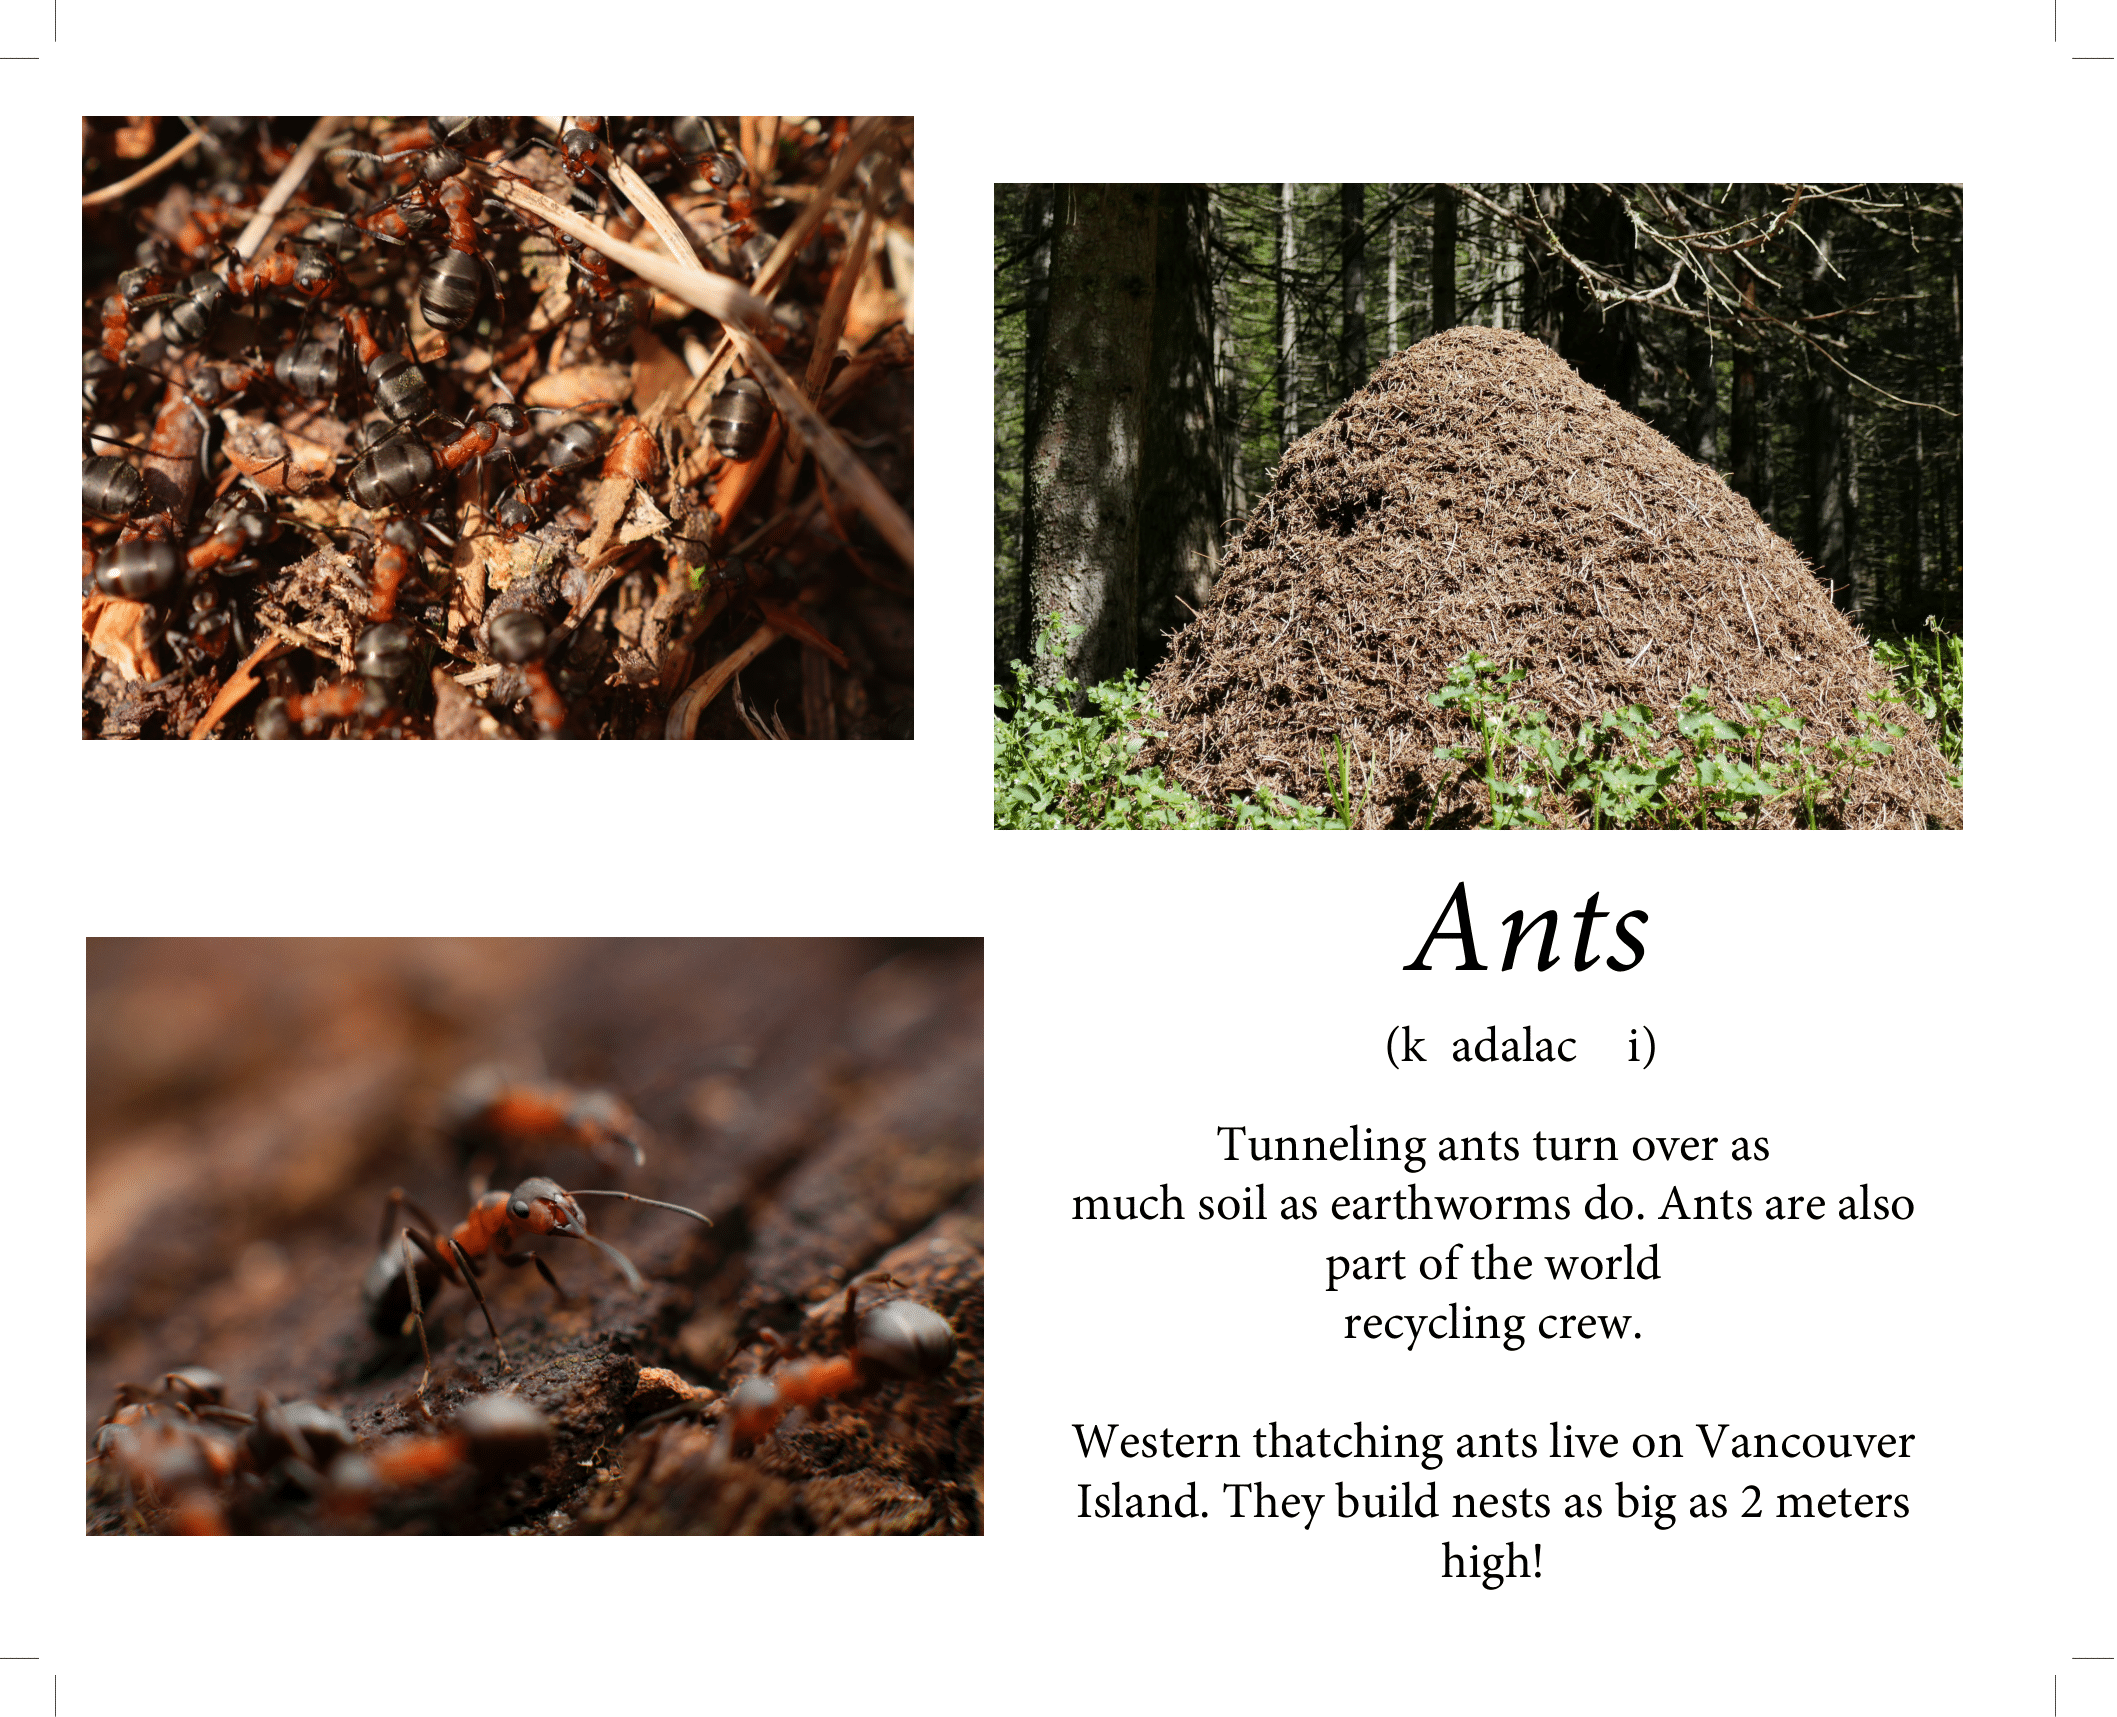 Ants
(k adalac i)
Tunneling ants turn over as
much soil as earthworms do. Ants are also
part of the world
recycling crew.
Western thatching ants live on Vancouver
Island. They build nests as big as 2 meters
high!